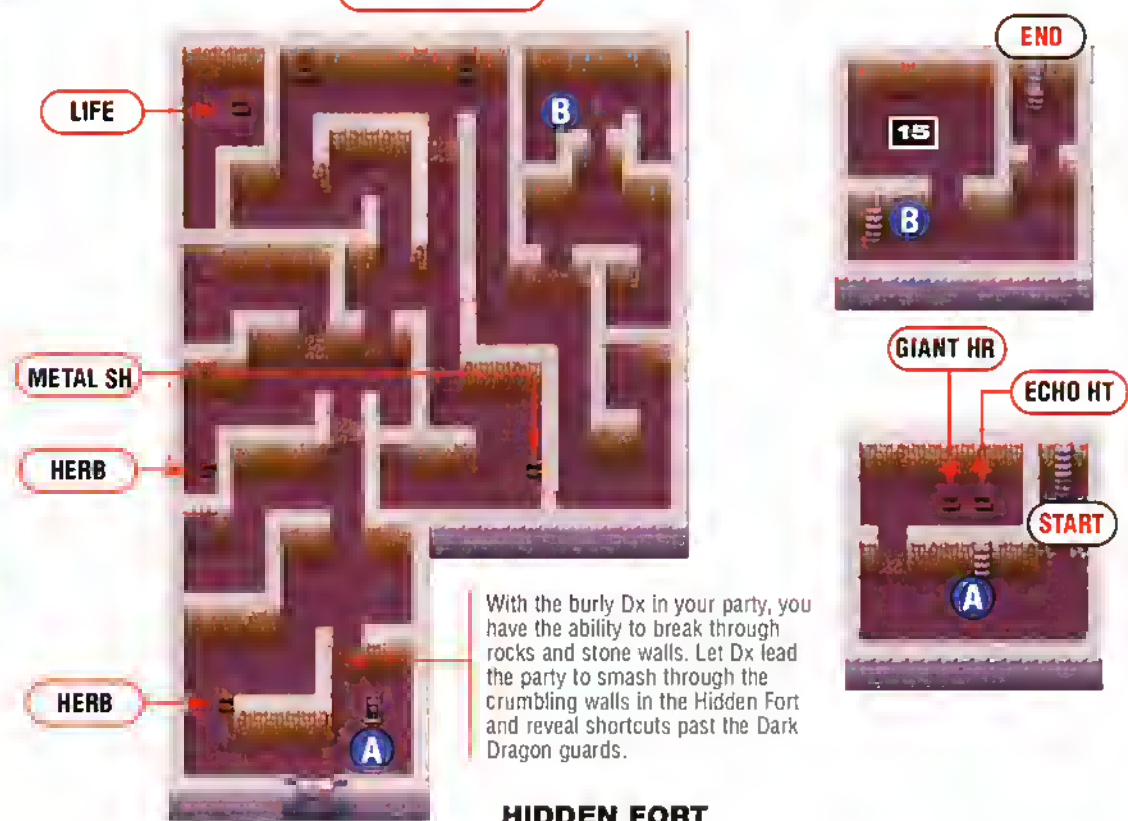 END
LIFE
B
15
B
GIANT HR
METAL SH
ECHO HT
HERB
START
A
With the burly Dx in your party, you
have the ability to break through
rocks and stone walls. Let Dx lead
the party to smash through the
crumbling walls in the Hidden Fort
and reveal shortcuts past the Dark
Dragon guards.
HERB
A
HIDDEN FORT